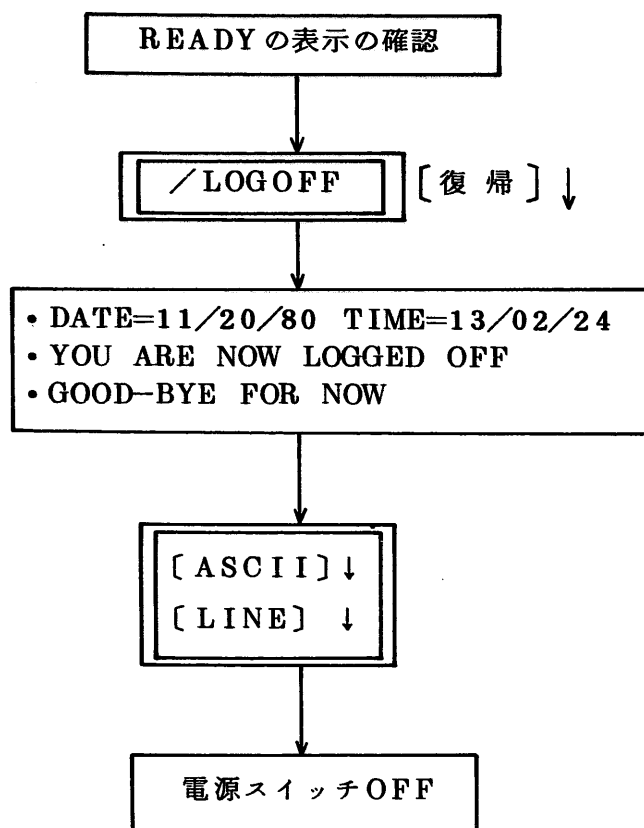 READYの表示の確認
/LOGOFF 〔復帰〕↓
• DATE=11/20/80 TIME=13/02/24
• YOU ARE NOW LOGGED OFF
• GOOD-BYE FOR NOW
〔ASCII〕↓
〔LINE〕 ↓
電源スイッチOFF